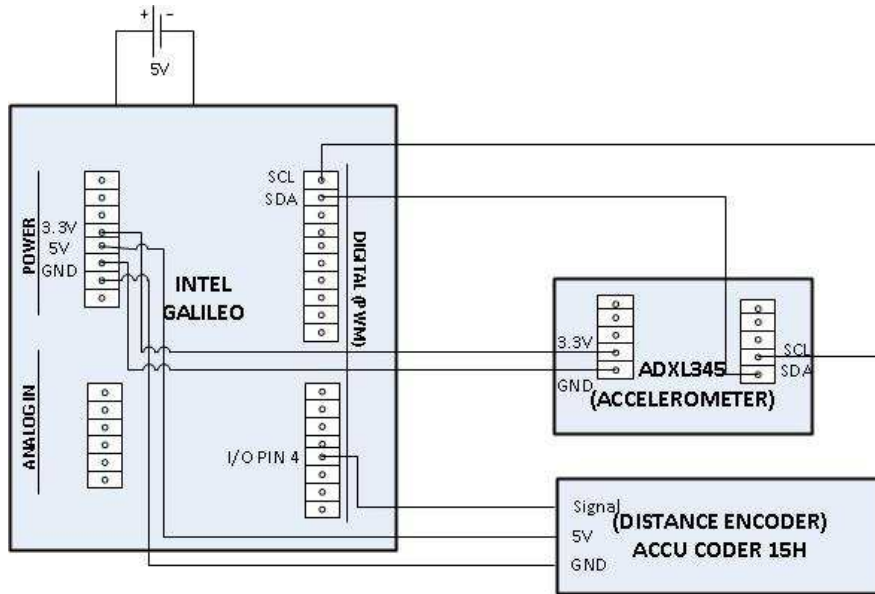 + -
5V
SCL
SDA
POWER
3.3V
5V
GND
INTEL
GALILEO
DIGITAL (PWM)
ANALOG IN
I/O PIN 4
3.3V
GND
ADXL345
(ACCELEROMETER)
SCL
SDA
Signal
5V
GND
(DISTANCE ENCODER)
ACCU CODER 15H